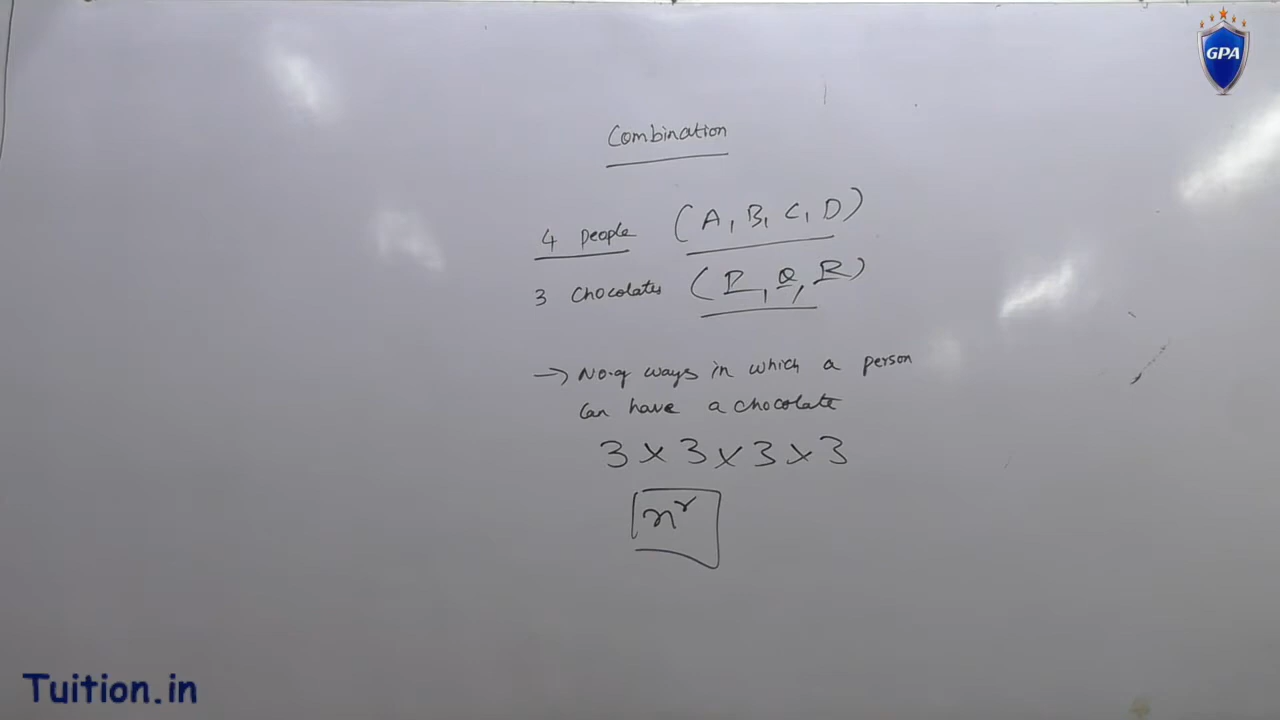 GPA
Combination
4 people (A, B, C, D)
3 chocolates (P, Q, R)
→ No. of ways in which a person
can have a chocolate
3 x 3 x 3 x 3
n^r
Tuition.in